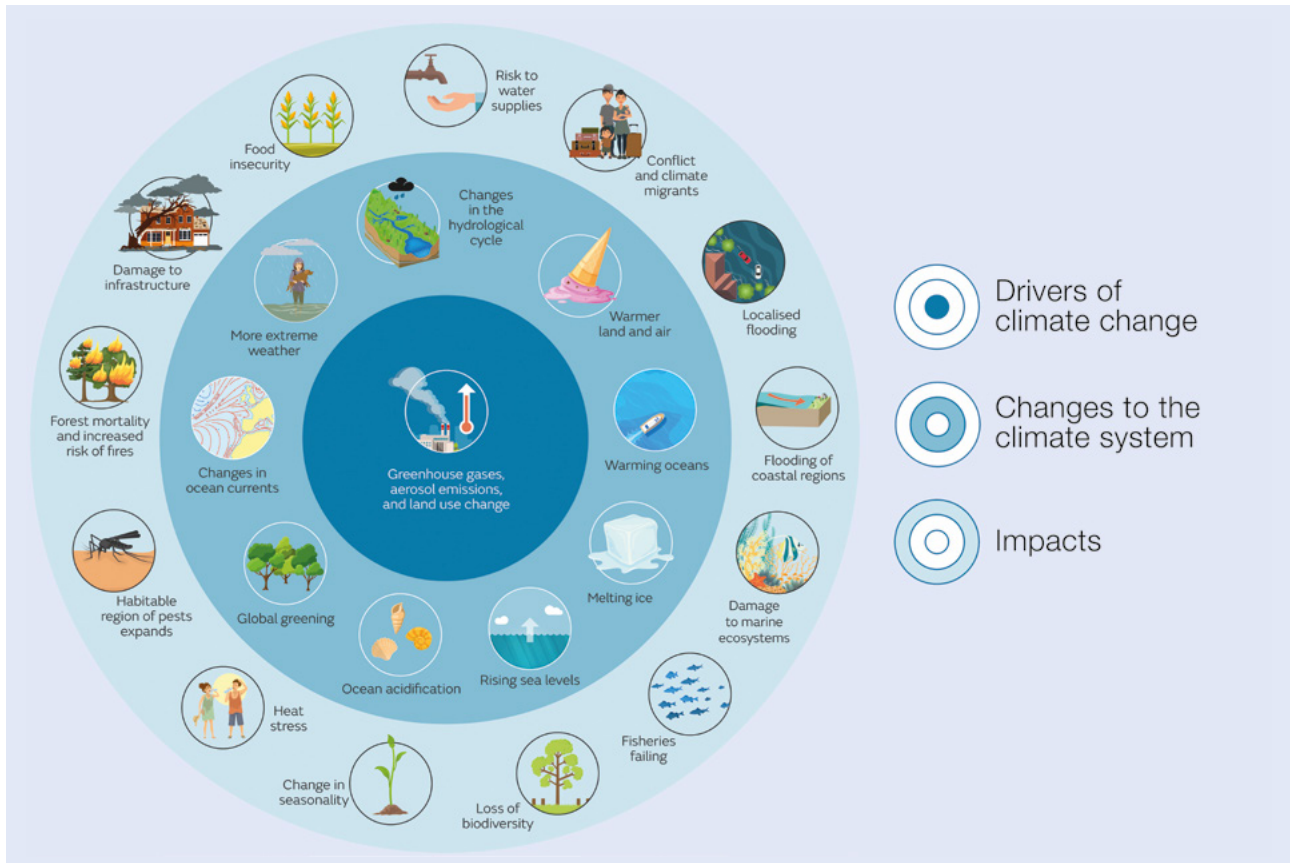 Risk to
water
supplies
Conflict
and climate
migrants
Localised
flooding
Flooding of
coastal regions
Damage
to marine
ecosystems
Fisheries
failing
Loss of
biodiversity
Change in
seasonality
Heat
stress
Habitable
region of pests
expands
Forest mortality
and increased
risk of fires
Damage to
infrastructure
Food
insecurity
Changes
in the
hydrological
cycle
Warmer
land and air
Warming oceans
Melting ice
Rising sea levels
Ocean acidification
Global greening
Changes in
ocean currents
More extreme
weather
Greenhouse gases,
aerosol emissions,
and land use change
Drivers of
climate change
Changes to the
climate system
Impacts